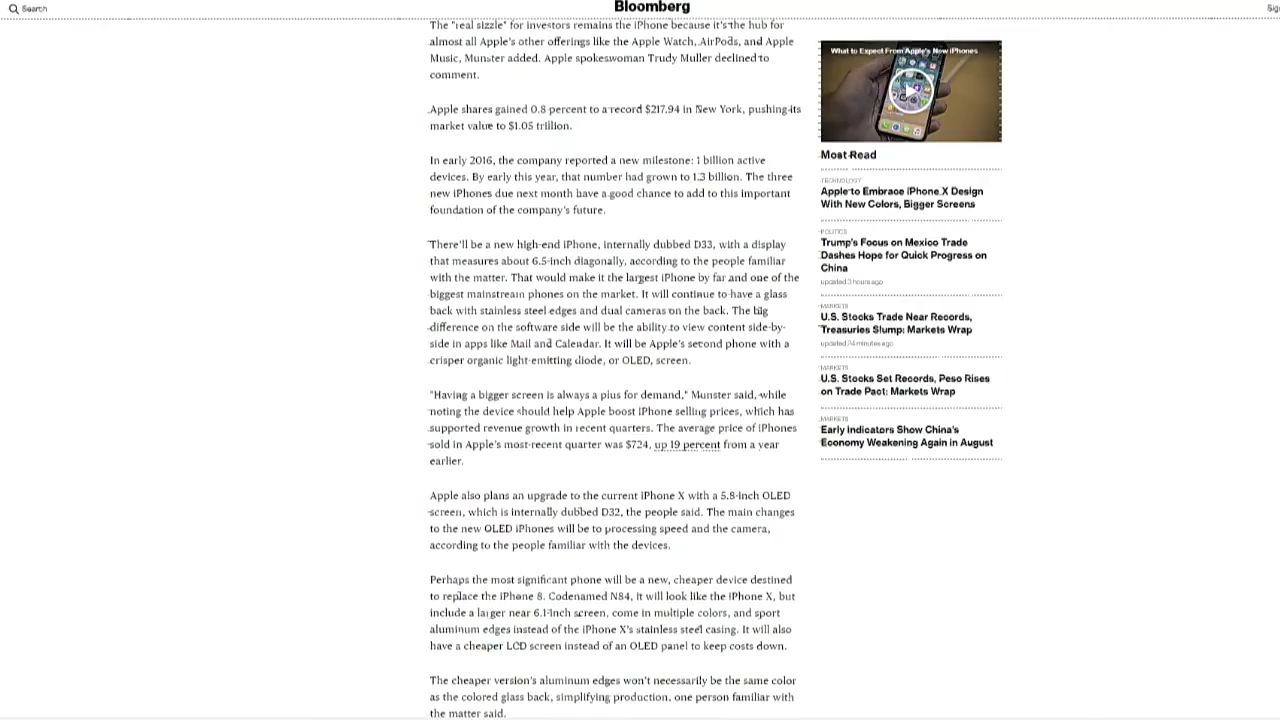 Search
Bloomberg
Sig
The "real sizzle" for investors remains the iPhone because it's the hub for
almost all Apple's other offerings like the Apple Watch, AirPods, and Apple
Music, Munster added. Apple spokeswoman Trudy Muller declined to
comment.
Apple shares gained 0.8 percent to a record $217.94 in New York, pushing its
market value to $1.05 trillion.
In early 2016, the company reported a new milestone: 1 billion active
devices. By early this year, that number had grown to 1.3 billion. The three
new iPhones due next month have a good chance to add to this important
foundation of the company's future.
There'll be a new high-end iPhone, internally dubbed D33, with a display
that measures about 6.5-inch diagonally, according to the people familiar
with the matter. That would make it the largest iPhone by far and one of the
biggest mainstream phones on the market. It will continue to have a glass
back with stainless steel edges and dual cameras on the back. The big
difference on the software side will be the ability to view content side-by-
side in apps like Mail and Calendar. It will be Apple's second phone with a
crisper organic light-emitting diode, or OLED, screen.
"Having a bigger screen is always a plus for demand," Munster said, while
noting the device should help Apple boost iPhone selling prices, which has
supported revenue growth in recent quarters. The average price of iPhones
sold in Apple's most-recent quarter was $724, up 19 percent from a year
earlier.
Apple also plans an upgrade to the current iPhone X with a 5.8-inch OLED
screen, which is internally dubbed D32, the people said. The main changes
to the new OLED iPhones will be to processing speed and the camera,
according to the people familiar with the devices.
Perhaps the most significant phone will be a new, cheaper device destined
to replace the iPhone 8. Codenamed N84, it will look like the iPhone X, but
include a larger near 6.1-inch screen, come in multiple colors, and sport
aluminum edges instead of the iPhone X's stainless steel casing. It will also
have a cheaper LCD screen instead of an OLED panel to keep costs down.
The cheaper version's aluminum edges won't necessarily be the same color
as the colored glass back, simplifying production, one person familiar with
the matter said.
What to Expect From Apple's New iPhones
Most Read
TECHNOLOGY
Apple to Embrace iPhone X Design
With New Colors, Bigger Screens
POLITICS
Trump's Focus on Mexico Trade
Dashes Hope for Quick Progress on
China
updated 3 hours ago
MARKETS
U.S. Stocks Trade Near Records,
Treasuries Slump: Markets Wrap
updated 24 minutes ago
MARKETS
U.S. Stocks Set Records, Peso Rises
on Trade Pact: Markets Wrap
MARKETS
Early Indicators Show China's
Economy Weakening Again in August